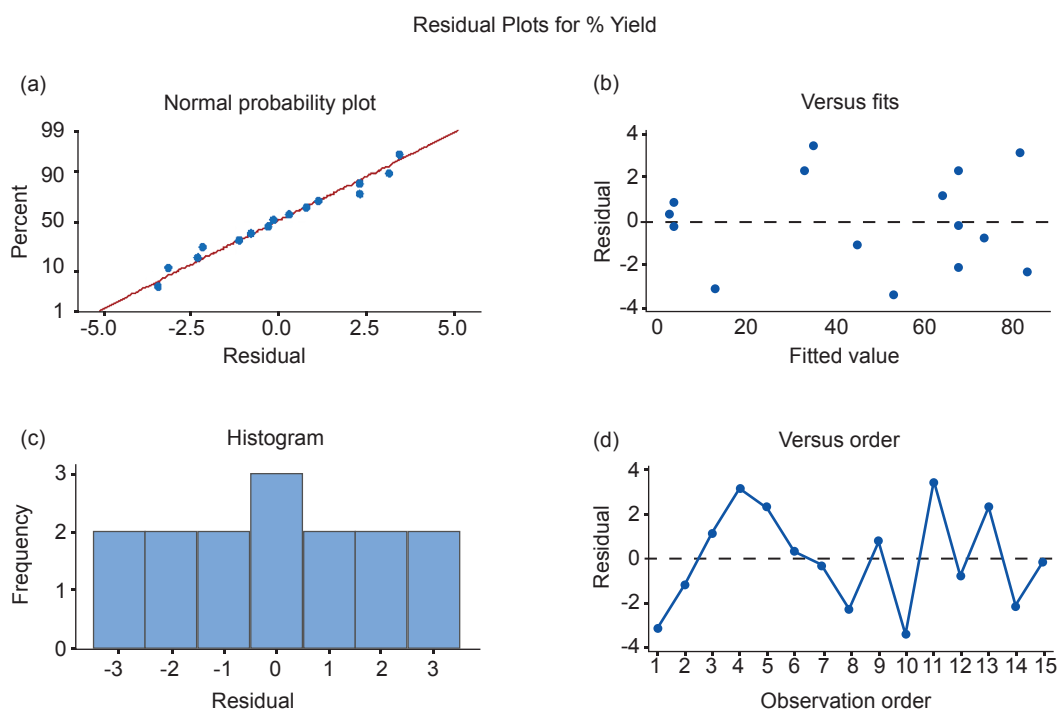 Residual Plots for % Yield
(a)
Normal probability plot
99
90
50
10
1
Percent
-5.0 -2.5 0.0 2.5 5.0
Residual
(b)
Versus fits
4
2
0
-2
-4
Residual
0 20 40 60 80
Fitted value
(c)
Histogram
3
2
1
0
Frequency
-3 -2 -1 0 1 2 3
Residual
(d)
Versus order
4
2
0
-2
-4
Residual
1 2 3 4 5 6 7 8 9 10 11 12 13 14 15
Observation order